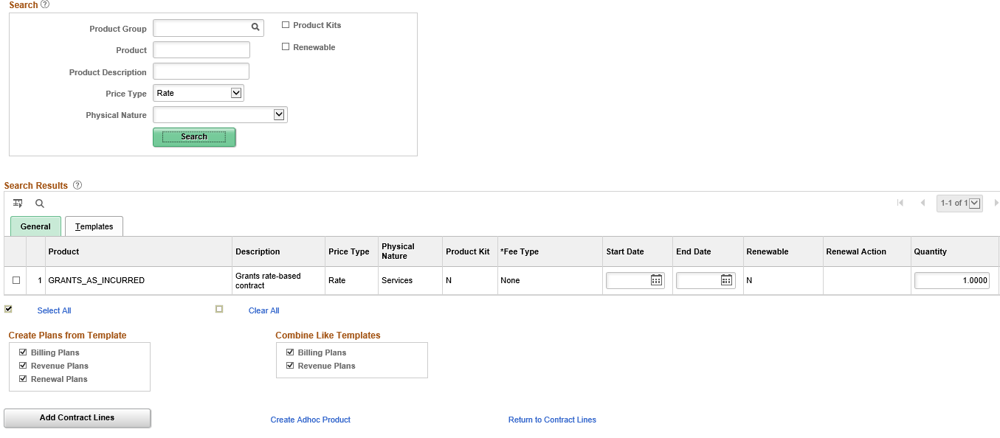 Search ?
Product Group
Product Kits
Product
Renewable
Product Description
Price Type Rate
Physical Nature
Search
Search Results ?
1-1 of 1
General Templates
Product Description Price Type Physical Nature Product Kit *Fee Type Start Date End Date Renewable Renewal Action Quantity
1 GRANTS_AS_INCURRED Grants rate-based contract Rate Services N None N 1.0000
Select All Clear All
Create Plans from Template
Billing Plans
Revenue Plans
Renewal Plans
Combine Like Templates
Billing Plans
Revenue Plans
Add Contract Lines Create Adhoc Product Return to Contract Lines